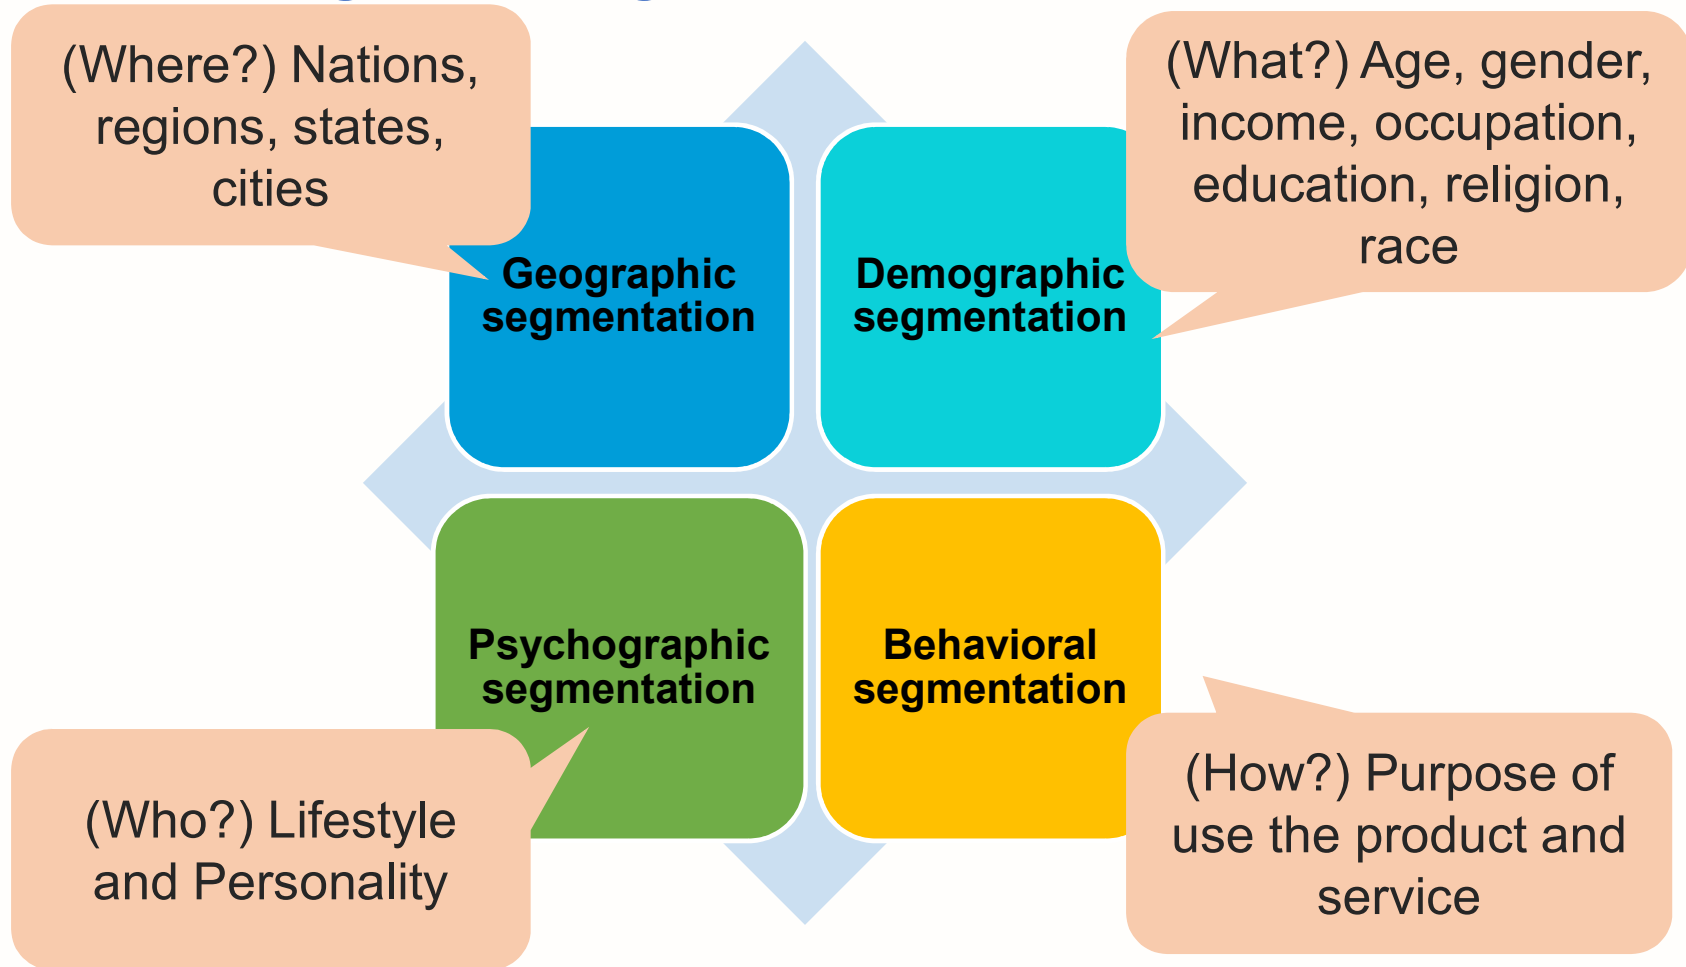 (Where?) Nations,
regions, states,
cities
(What?) Age, gender,
income, occupation,
education, religion,
race
Geographic
segmentation
Demographic
segmentation
Psychographic
segmentation
Behavioral
segmentation
(Who?) Lifestyle
and Personality
(How?) Purpose of
use the product and
service